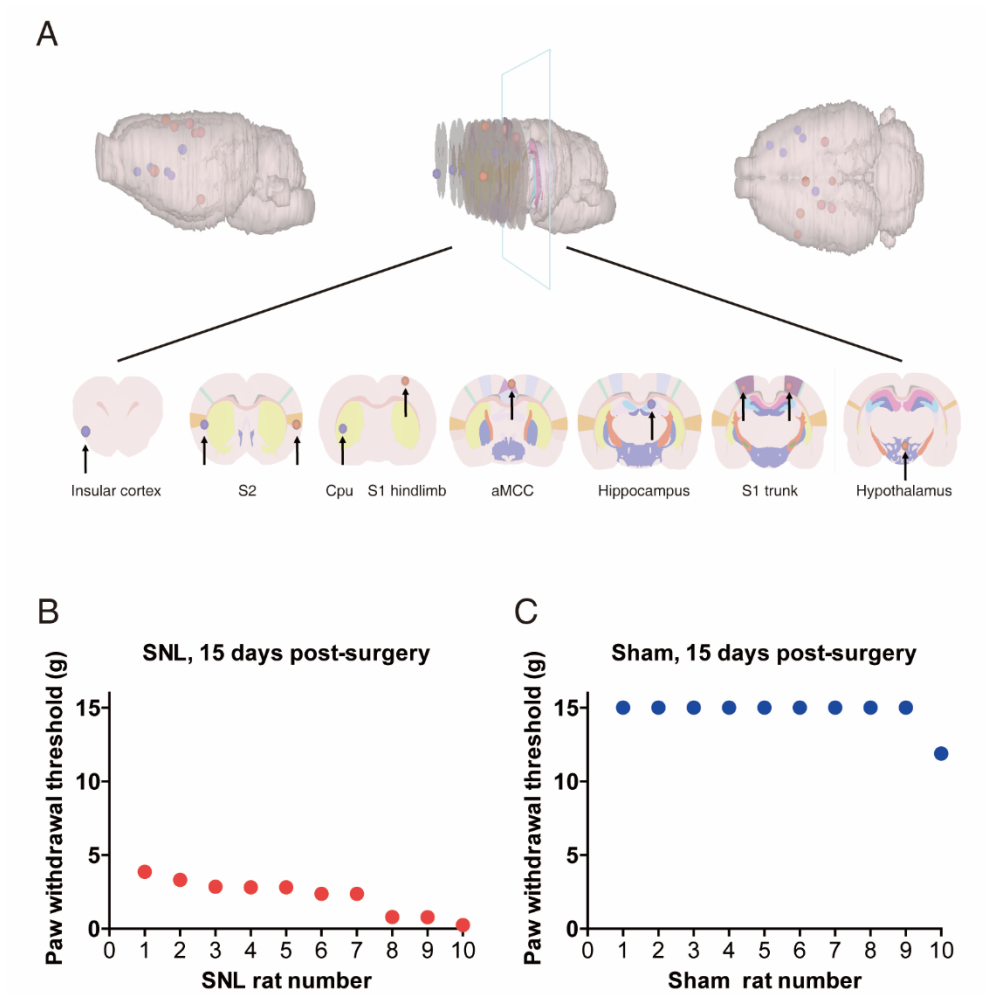 A
Insular cortex
S2
Cpu
S1 hindlimb
aMCC
Hippocampus
S1 trunk
Hypothalamus
B
SNL, 15 days post-surgery
Paw withdrawal threshold (g)
15
10
5
0
0 1 2 3 4 5 6 7 8 9 10
SNL rat number
C
Sham, 15 days post-surgery
Paw withdrawal threshold (g)
15
10
5
0
0 1 2 3 4 5 6 7 8 9 10
Sham rat number